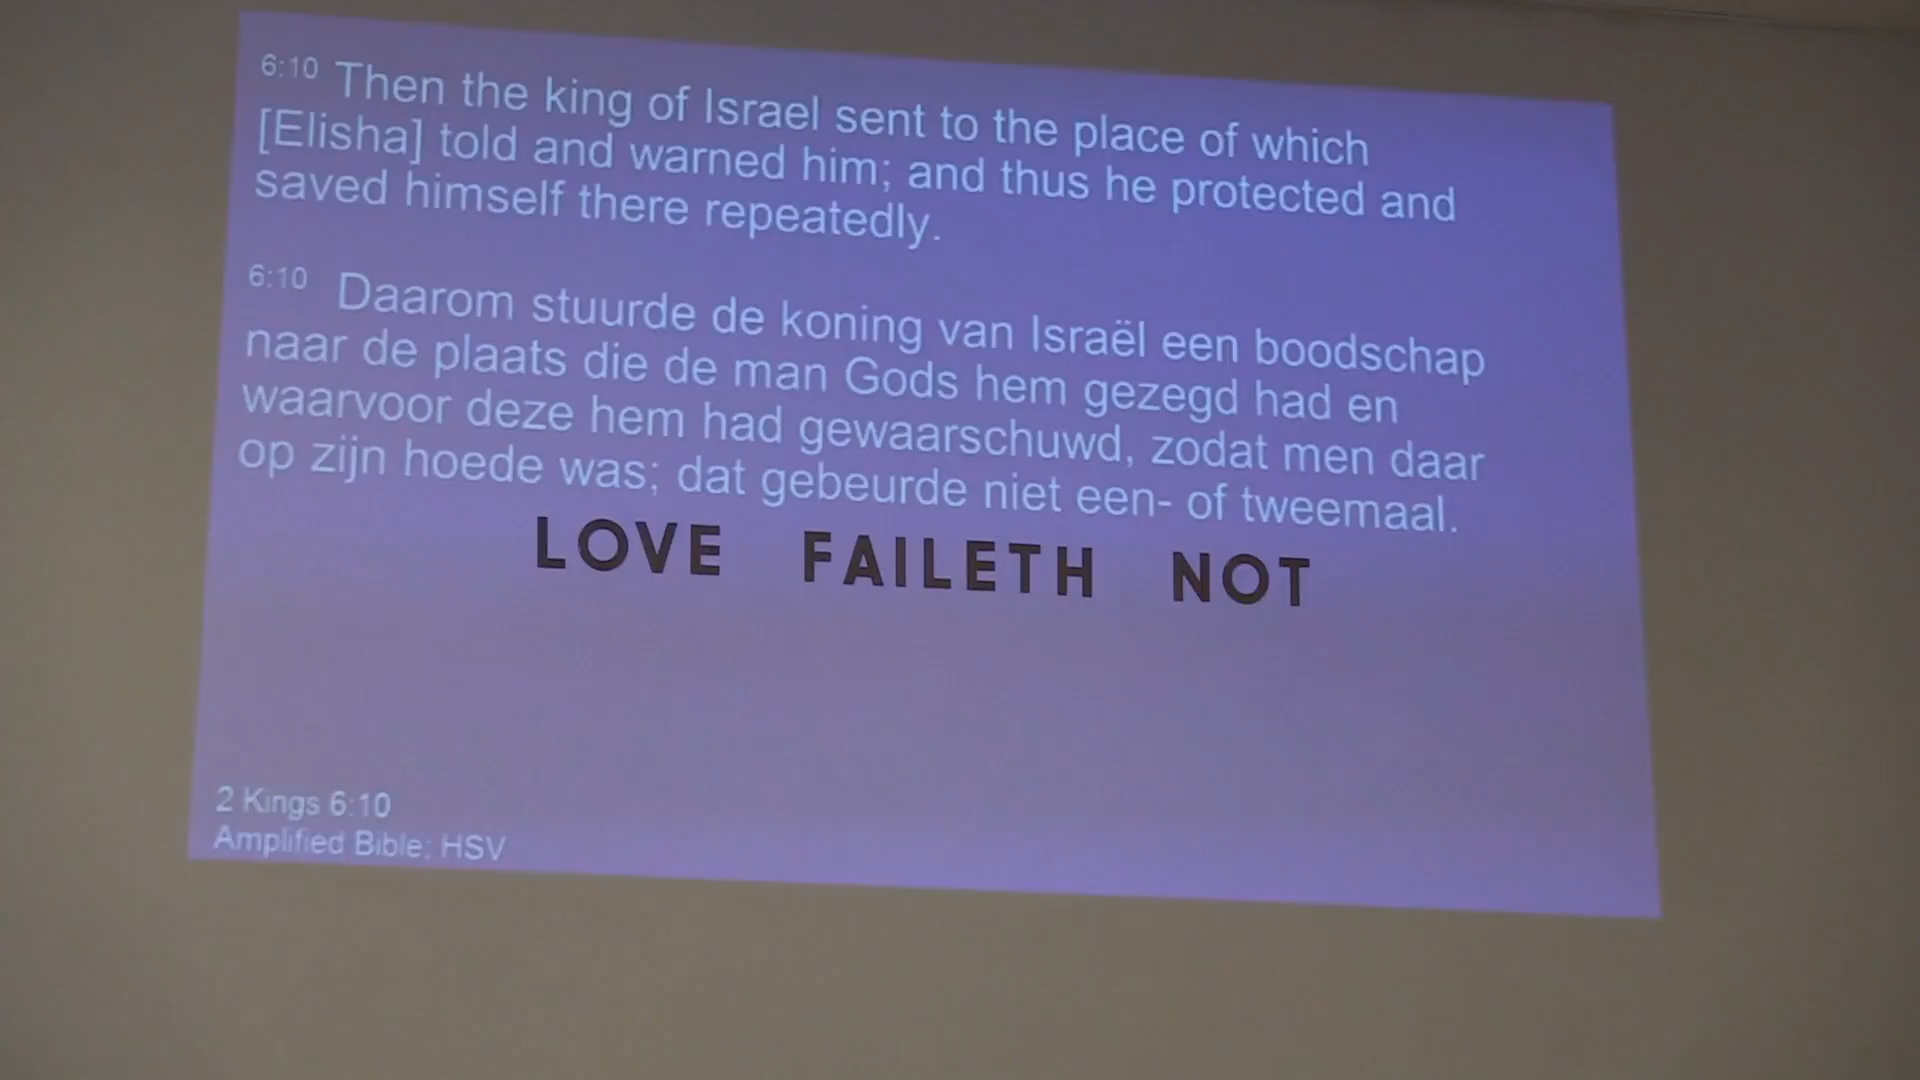 6:10 Then the king of Israel sent to the place of which
[Elisha] told and warned him; and thus he protected and
saved himself there repeatedly.
6:10 Daarom stuurde de koning van Israël een boodschap
naar de plaats die de man Gods hem gezegd had en
waarvoor deze hem had gewaarschuwd, zodat men daar
op zijn hoede was; dat gebeurde niet een- of tweemaal.
LOVE FAILETH NOT
2 Kings 6:10
Amplified Bible; HSV